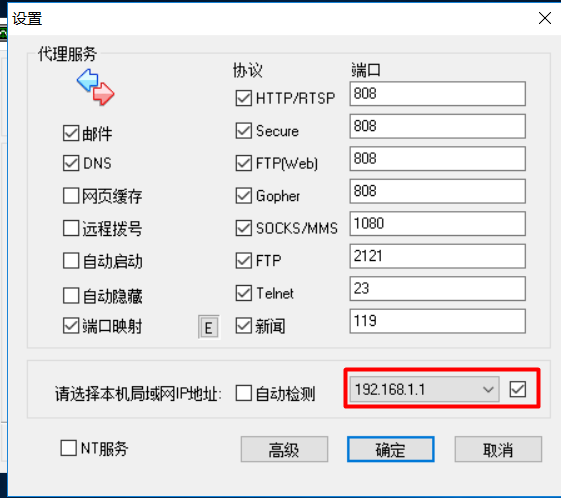 设置
代理服务
协议 端口
HTTP/RTSP 808
邮件 Secure 808
DNS FTP(Web) 808
网页缓存 Gopher 808
远程拨号 SOCKS/MMS 1080
自动启动 FTP 2121
自动隐藏 Telnet 23
端口映射 E 新闻 119
请选择本机局域网IP地址: 自动检测 192.168.1.1
NT服务 高级 确定 取消